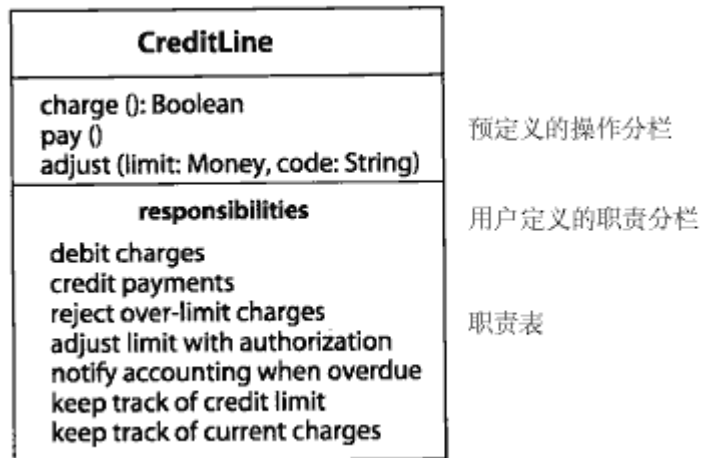 CreditLine
charge (): Boolean
pay ()
adjust (limit: Money, code: String)
预定义的操作分栏
responsibilities
用户定义的职责分栏
debit charges
credit payments
reject over-limit charges
职责表
adjust limit with authorization
notify accounting when overdue
keep track of credit limit
keep track of current charges